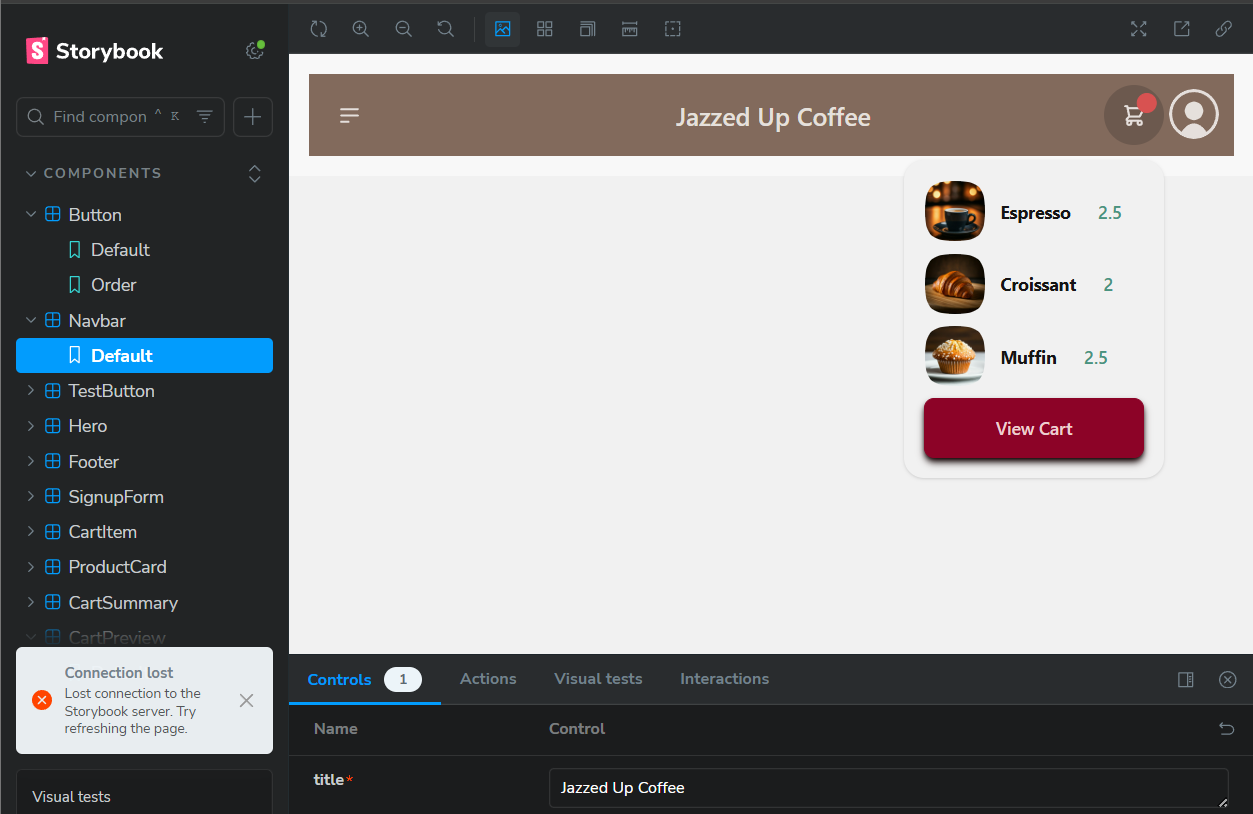 Storybook
Find compon ^ K
COMPONENTS
Button
Default
Order
Navbar
Default
TestButton
Hero
Footer
SignupForm
CartItem
ProductCard
CartSummary
CartPreview
Connection lost
Lost connection to the
Storybook server. Try
refreshing the page.
Visual tests
Jazzed Up Coffee
Espresso 2.5
Croissant 2
Muffin 2.5
View Cart
Controls 1 Actions Visual tests Interactions
Name Control
title* Jazzed Up Coffee